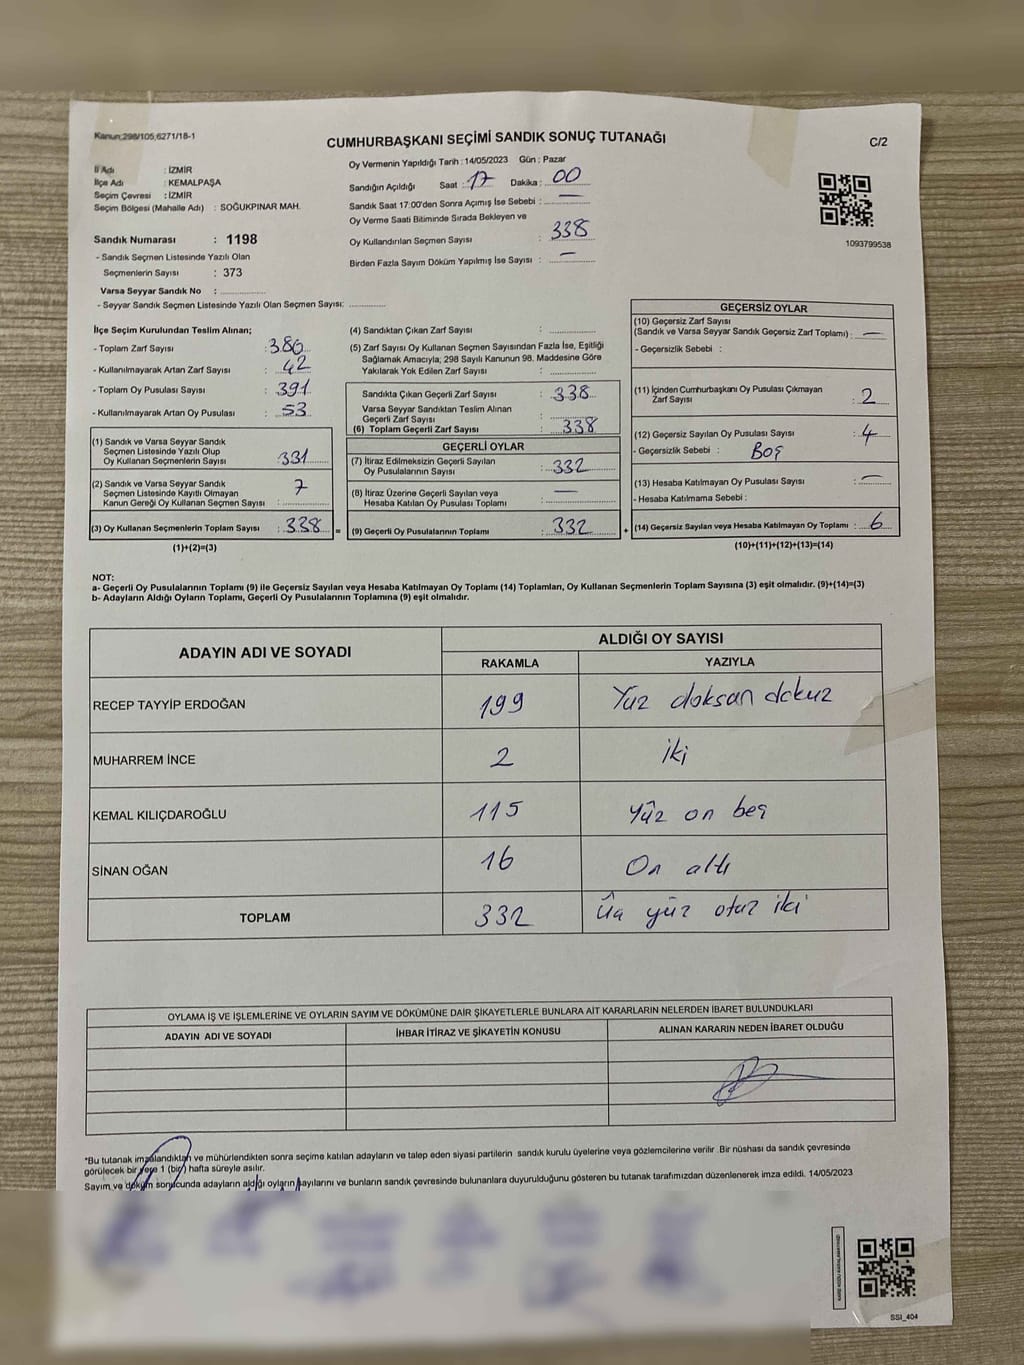 Kanun:298/105,6271/18-1
CUMHURBAŞKANI SEÇİMİ SANDIK SONUÇ TUTANAĞI
C/2
İl Adı : İZMİR
İlçe Adı : KEMALPAŞA
Seçim Çevresi : İZMİR
Seçim Bölgesi (Mahalle Adı) : SOĞUKPINAR MAH.
Sandık Numarası : 1198
- Sandık Seçmen Listesinde Yazılı Olan
Seçmenlerin Sayısı : 373
Varsa Seyyar Sandık No :
- Seyyar Sandık Seçmen Listesinde Yazılı Olan Seçmen Sayısı:
Oy Vermenin Yapıldığı Tarih : 14/05/2023 Gün : Pazar
Sandığın Açıldığı Saat : 17 Dakika : 00
Sandık Saat 17:00'den Sonra Açımış İse Sebebi : —
Oy Verme Saati Bitiminde Sırada Bekleyen ve
Oy Kullandırılan Seçmen Sayısı : 338
Birden Fazla Sayım Döküm Yapılmış İse Sayısı : —
1093799538
İlçe Seçim Kurulundan Teslim Alınan;
- Toplam Zarf Sayısı : 380
- Kullanılmayarak Artan Zarf Sayısı : 42
- Toplam Oy Pusulası Sayısı : 391
- Kullanılmayarak Artan Oy Pusulası : 53
(1) Sandık ve Varsa Seyyar Sandık
Seçmen Listesinde Yazılı Olup
Oy Kullanan Seçmenlerin Sayısı : 331
(2) Sandık ve Varsa Seyyar Sandık
Seçmen Listesinde Kayıtlı Olmayan
Kanun Gereği Oy Kullanan Seçmen Sayısı : 7
(3) Oy Kullanan Seçmenlerin Toplam Sayısı : 338 =
(1)+(2)=(3)
(4) Sandıktan Çıkan Zarf Sayısı :
(5) Zarf Sayısı Oy Kullanan Seçmen Sayısından Fazla İse, Eşitliği
Sağlamak Amacıyla; 298 Sayılı Kanunun 98. Maddesine Göre
Yakılarak Yok Edilen Zarf Sayısı :
Sandıkta Çıkan Geçerli Zarf Sayısı : 338
Varsa Seyyar Sandıktan Teslim Alınan
Geçerli Zarf Sayısı :
(6) Toplam Geçerli Zarf Sayısı : 338
GEÇERLİ OYLAR
(7) İtiraz Edilmeksizin Geçerli Sayılan
Oy Pusulalarının Sayısı : 332
(8) İtiraz Üzerine Geçerli Sayılan veya
Hesaba Katılan Oy Pusulalarının Toplamı : —
(9) Geçerli Oy Pusulalarının Toplamı : 332 +
GEÇERSİZ OYLAR
(10) Geçersiz Zarf Sayısı
(Sandık ve Varsa Seyyar Sandık Geçersiz Zarf Toplamı) : —
- Geçersizlik Sebebi :
(11) İçinden Cumhurbaşkanı Oy Pusulası Çıkmayan
Zarf Sayısı : 2
(12) Geçersiz Sayılan Oy Pusulası Sayısı : 4
- Geçersizlik Sebebi : Boş
(13) Hesaba Katılmayan Oy Pusulası Sayısı : —
- Hesaba Katılmama Sebebi :
(14) Geçersiz Sayılan veya Hesaba Katılmayan Oy Toplamı : 6
(10)+(11)+(12)+(13)=(14)
NOT:
a- Geçerli Oy Pusulalarının Toplamı (9) ile Geçersiz Sayılan veya Hesaba Katılmayan Oy Toplamı (14) Toplamları, Oy Kullanan Seçmenlerin Toplam Sayısına (3) eşit olmalıdır. (9)+(14)=(3)
b- Adayların Aldığı Oyların Toplamı, Geçerli Oy Pusulalarının Toplamına (9) eşit olmalıdır.
ADAYIN ADI VE SOYADI
ALDIĞI OY SAYISI
RAKAMLA YAZIYLA
RECEP TAYYİP ERDOĞAN 199 Yüz doksan dokuz
MUHARREM İNCE 2 iki
KEMAL KILIÇDAROĞLU 115 Yüz on beş
SİNAN OĞAN 16 On altı
TOPLAM 332 Üç yüz otuz iki
OYLAMA İŞ VE İŞLEMLERİNE VE OYLARIN SAYIM VE DÖKÜMÜNE DAİR ŞİKAYETLERLE BUNLARA AİT KARARLARIN NELERDEN İBARET BULUNDUKLARI
ADAYIN ADI VE SOYADI İHBAR İTİRAZ VE ŞİKAYETİN KONUSU ALINAN KARARIN NEDEN İBARET OLDUĞU
*Bu tutanak imzalandıktan ve mühürlendikten sonra seçime katılan adayların ve talep eden siyasi partilerin sandık kurulu üyelerine veya gözlemcilerine verilir .Bir nüshası da sandık çevresinde
görülecek bir yere 1 (bir) hafta süreyle asılır.
Sayım ve döküm sonucunda adayların aldığı oyların sayılarını ve bunların sandık çevresinde bulunanlara duyurulduğunu gösteren bu tutanak tarafımızdan düzenlenerek imza edildi. 14/05/2023
SSI_404